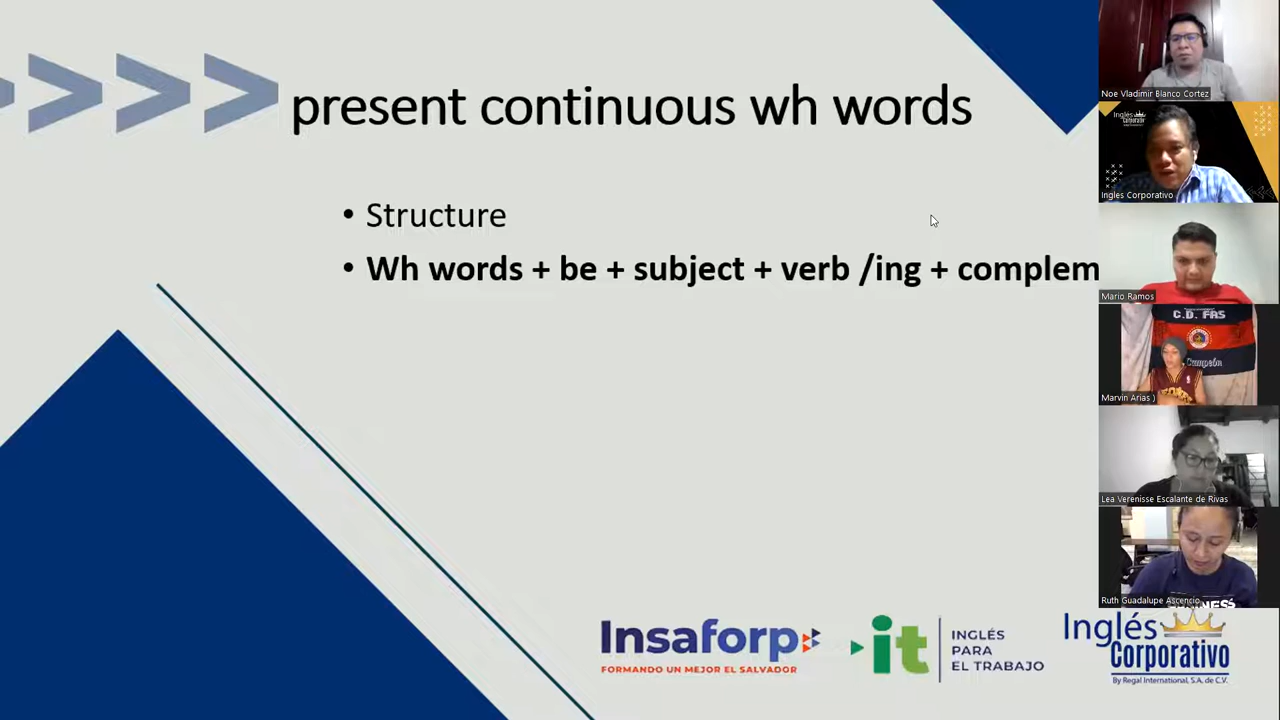 present continuous wh words
• Structure
• Wh words + be + subject + verb /ing + complem
Noe Vladimir Blanco Cortez
Inglés
Corporativo
Ingles Corporativo
Mario Ramos
C.D. FAS
Campeón
Marvin Arias )
Lea Verenisse Escalante de Rivas
Ruth Guadalupe Ascencio
Insaforp
FORMANDO UN MEJOR EL SALVADOR
it
INGLÉS
PARA
EL TRABAJO
Inglés
Corporativo
By Regal International, S.A. de C.V.